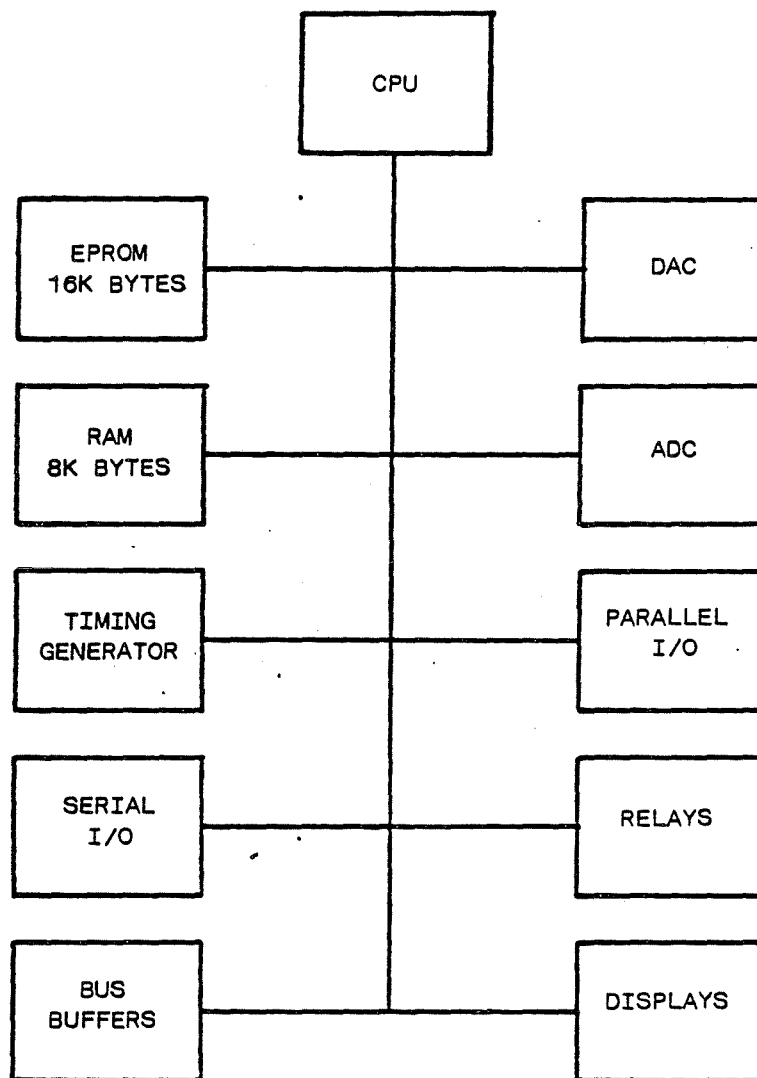 CPU
EPROM
16K BYTES
DAC
RAM
8K BYTES
ADC
TIMING
GENERATOR
PARALLEL
I/O
SERIAL
I/O
RELAYS
BUS
BUFFERS
DISPLAYS